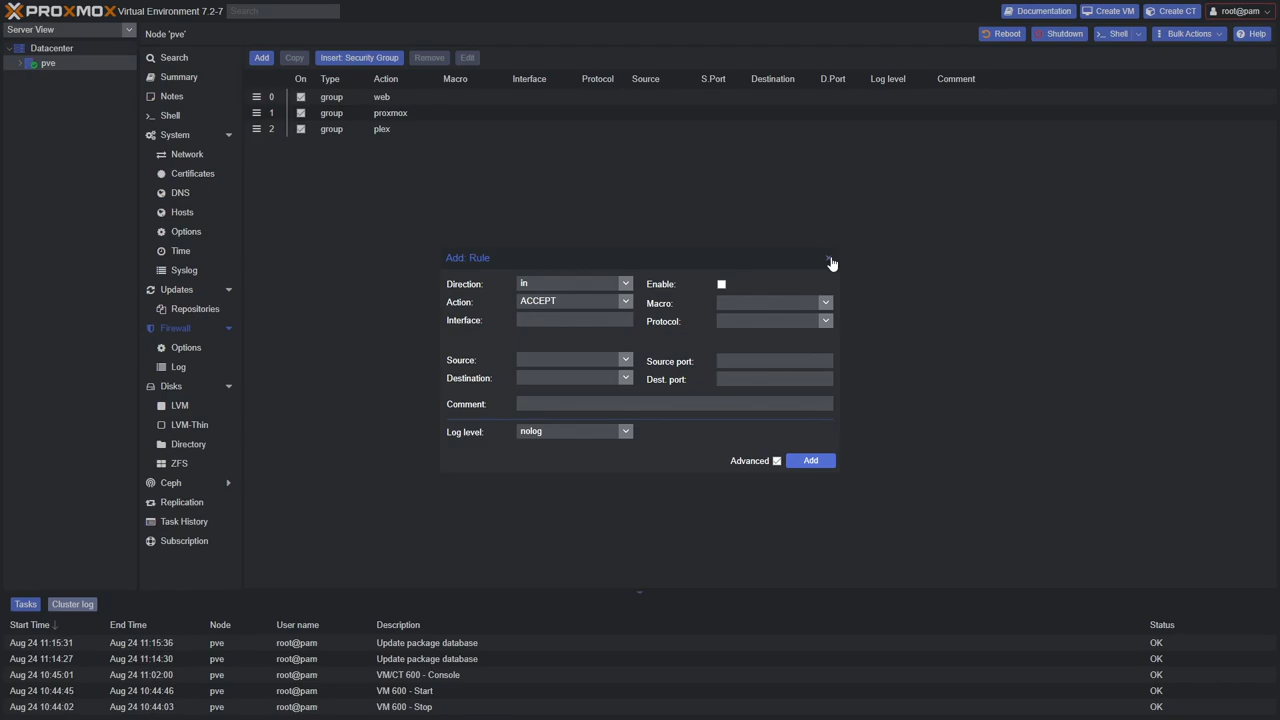 PROXMOX Virtual Environment 7.2-7 Search Documentation Create VM Create CT root@pam
Server View Node 'pve' Reboot Shutdown Shell Bulk Actions Help
Datacenter
pve
Search
Summary
Notes
Shell
System
Network
Certificates
DNS
Hosts
Options
Time
Syslog
Updates
Repositories
Firewall
Options
Log
Disks
LVM
LVM-Thin
Directory
ZFS
Ceph
Replication
Task History
Subscription
Add Copy Insert: Security Group Remove Edit
On Type Action Macro Interface Protocol Source S.Port Destination D.Port Log level Comment
0 group web
1 group proxmox
2 group plex
Add: Rule
Direction: in Enable:
Action: ACCEPT Macro:
Interface: Protocol:
Source: Source port:
Destination: Dest. port:
Comment:
Log level: nolog
Advanced Add
Tasks Cluster log
Start Time End Time Node User name Description Status
Aug 24 11:15:31 Aug 24 11:15:36 pve root@pam Update package database OK
Aug 24 11:14:27 Aug 24 11:14:30 pve root@pam Update package database OK
Aug 24 10:45:01 Aug 24 11:02:00 pve root@pam VM/CT 600 - Console OK
Aug 24 10:44:45 Aug 24 10:44:46 pve root@pam VM 600 - Start OK
Aug 24 10:44:02 Aug 24 10:44:03 pve root@pam VM 600 - Stop OK